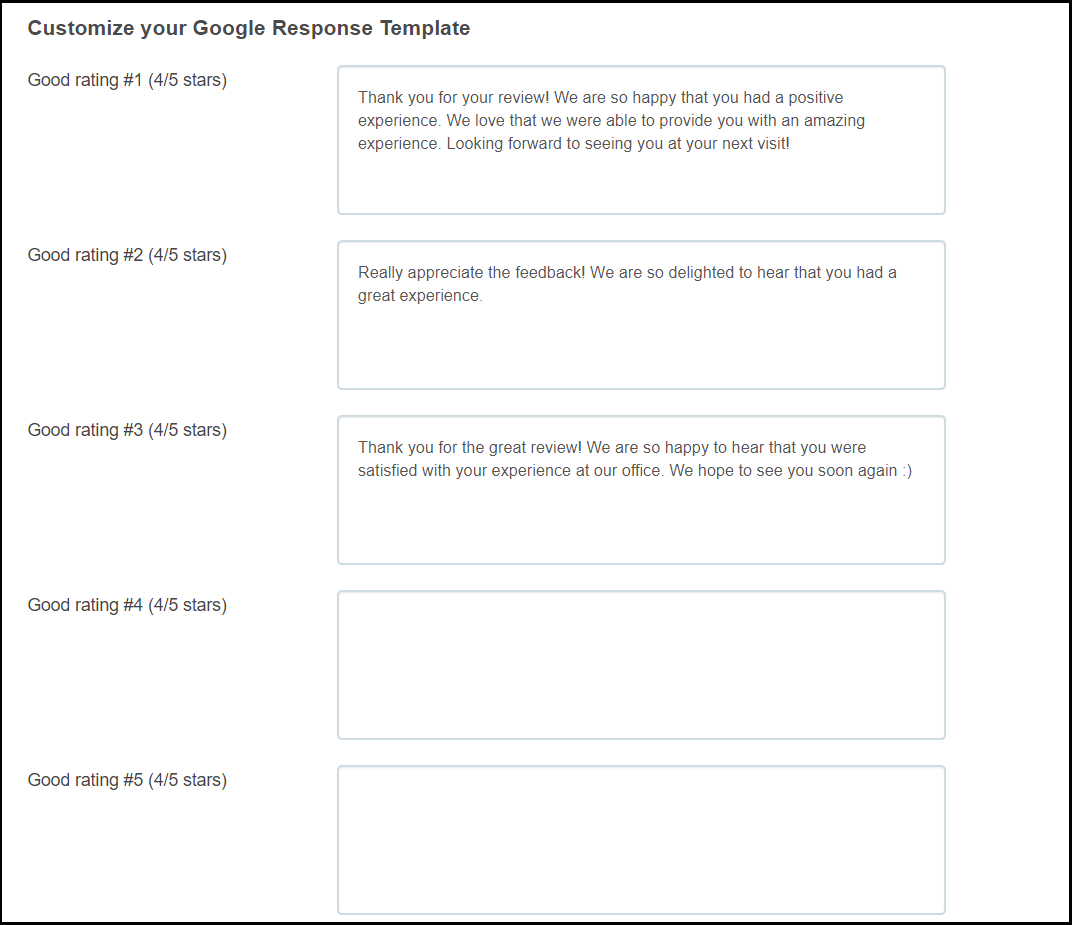 Customize your Google Response Template
Good rating #1 (4/5 stars)
Thank you for your review! We are so happy that you had a positive
experience. We love that we were able to provide you with an amazing
experience. Looking forward to seeing you at your next visit!
Good rating #2 (4/5 stars)
Really appreciate the feedback! We are so delighted to hear that you had a
great experience.
Good rating #3 (4/5 stars)
Thank you for the great review! We are so happy to hear that you were
satisfied with your experience at our office. We hope to see you soon again :)
Good rating #4 (4/5 stars)
Good rating #5 (4/5 stars)